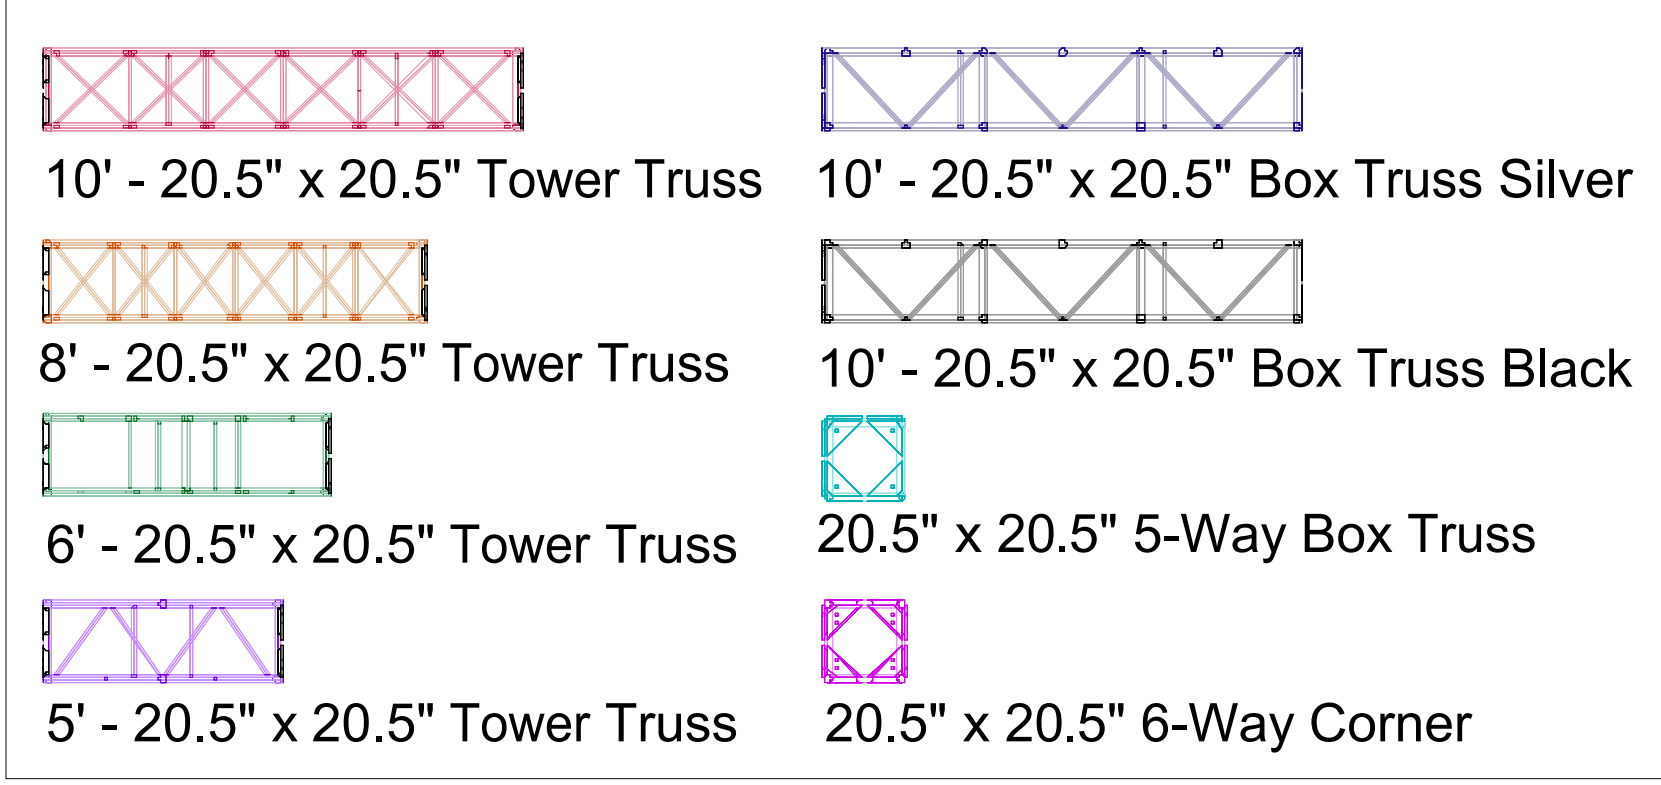 10' - 20.5" x 20.5" Tower Truss
10' - 20.5" x 20.5" Box Truss Silver
8' - 20.5" x 20.5" Tower Truss
10' - 20.5" x 20.5" Box Truss Black
6' - 20.5" x 20.5" Tower Truss
20.5" x 20.5" 5-Way Box Truss
5' - 20.5" x 20.5" Tower Truss
20.5" x 20.5" 6-Way Corner